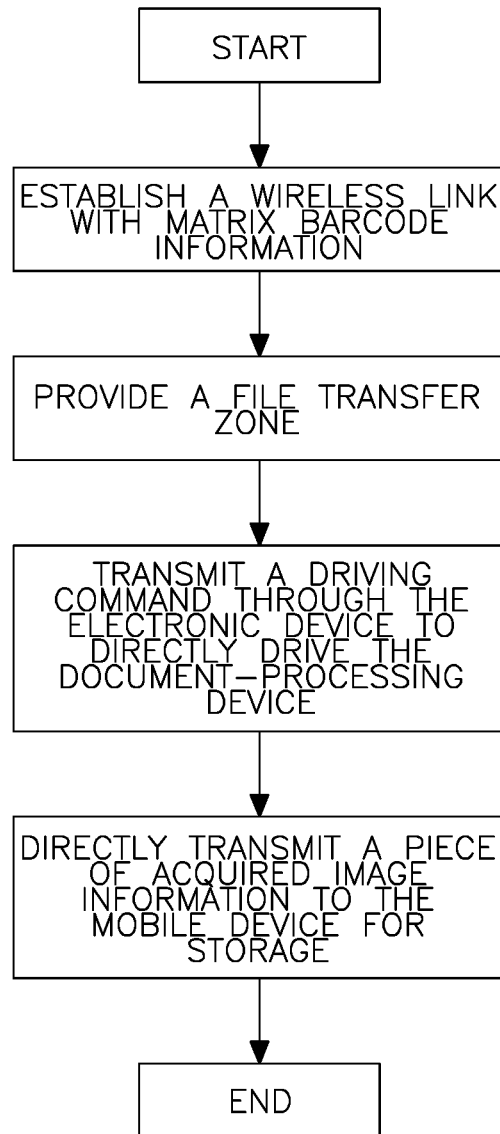 START
ESTABLISH A WIRELESS LINK
WITH MATRIX BARCODE
INFORMATION
PROVIDE A FILE TRANSFER
ZONE
TRANSMIT A DRIVING
COMMAND THROUGH THE
ELECTRONIC DEVICE TO
DIRECTLY DRIVE THE
DOCUMENT-PROCESSING
DEVICE
DIRECTLY TRANSMIT A PIECE
OF ACQUIRED IMAGE
INFORMATION TO THE
MOBILE DEVICE FOR
STORAGE
END